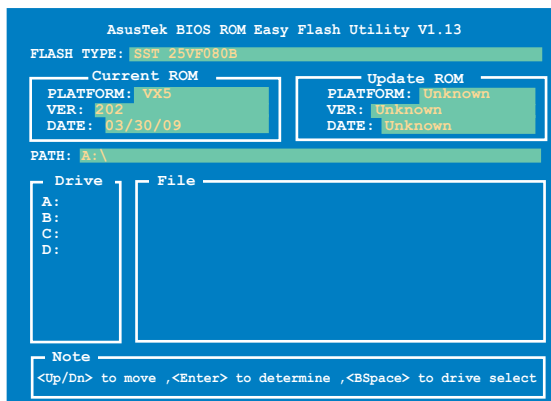 AsusTek BIOS ROM Easy Flash Utility V1.13
FLASH TYPE: SST 25VF080B
Current ROM
PLATFORM: VX5
VER: 202
DATE: 03/30/09
Update ROM
PLATFORM: Unknown
VER: Unknown
DATE: Unknown
PATH: A:\
Drive
A:
B:
C:
D:
File
Note
<Up/Dn> to move ,<Enter> to determine ,<BSpace> to drive select